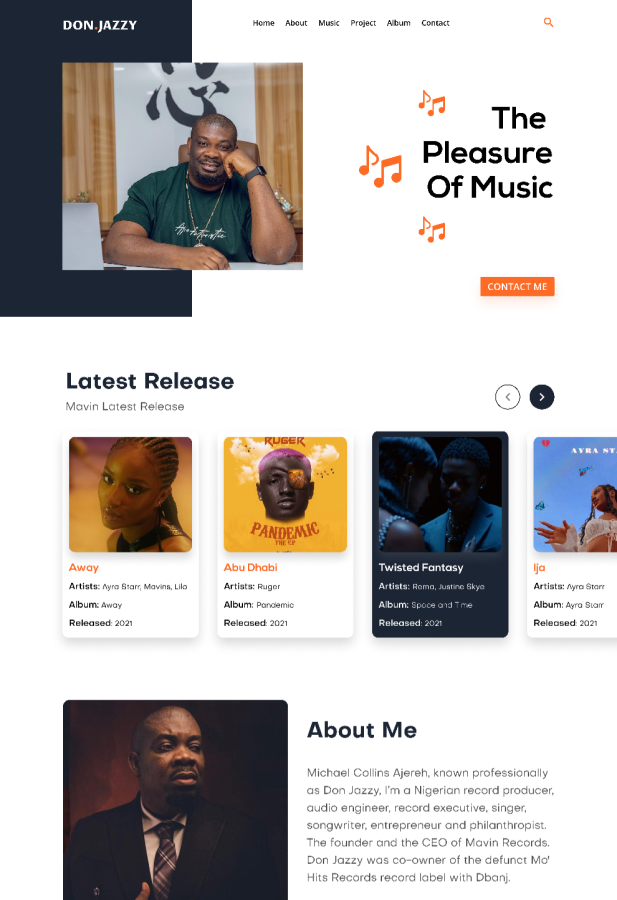 DON.JAZZY
Home About Music Project Album Contact
The
Pleasure
Of Music
CONTACT ME
Latest Release
Mavin Latest Release
RUGER
PANDEMIC
THE EP
Away
Artists: Ayra Starr, Mavins, Lilo
Album: Away
Released: 2021
Abu Dhabi
Artists: Ruger
Album: Pandemic
Released: 2021
Twisted Fantasy
Artists: Rema, Justine Skye
Album: Space and Time
Released: 2021
AYRA STA
Ija
Artists: Ayra Starr
Album: Ayra Starr
Released: 2021
About Me
Michael Collins Ajereh, known professionally
as Don Jazzy, I'm a Nigerian record producer,
audio engineer, record executive, singer,
songwriter, entrepreneur and philanthropist.
The founder and the CEO of Mavin Records.
Don Jazzy was co-owner of the defunct Mo'
Hits Records record label with Dbanj.